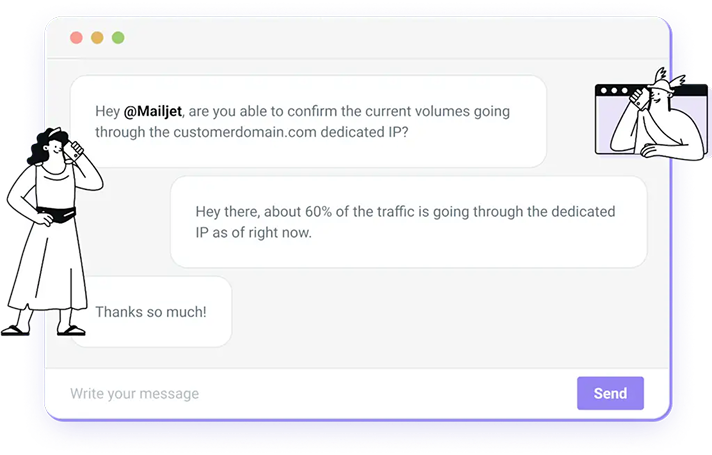 Hey @Mailjet, are you able to confirm the current volumes going
through the customerdomain.com dedicated IP?
Hey there, about 60% of the traffic is going through the dedicated
IP as of right now.
Thanks so much!
Write your message
Send